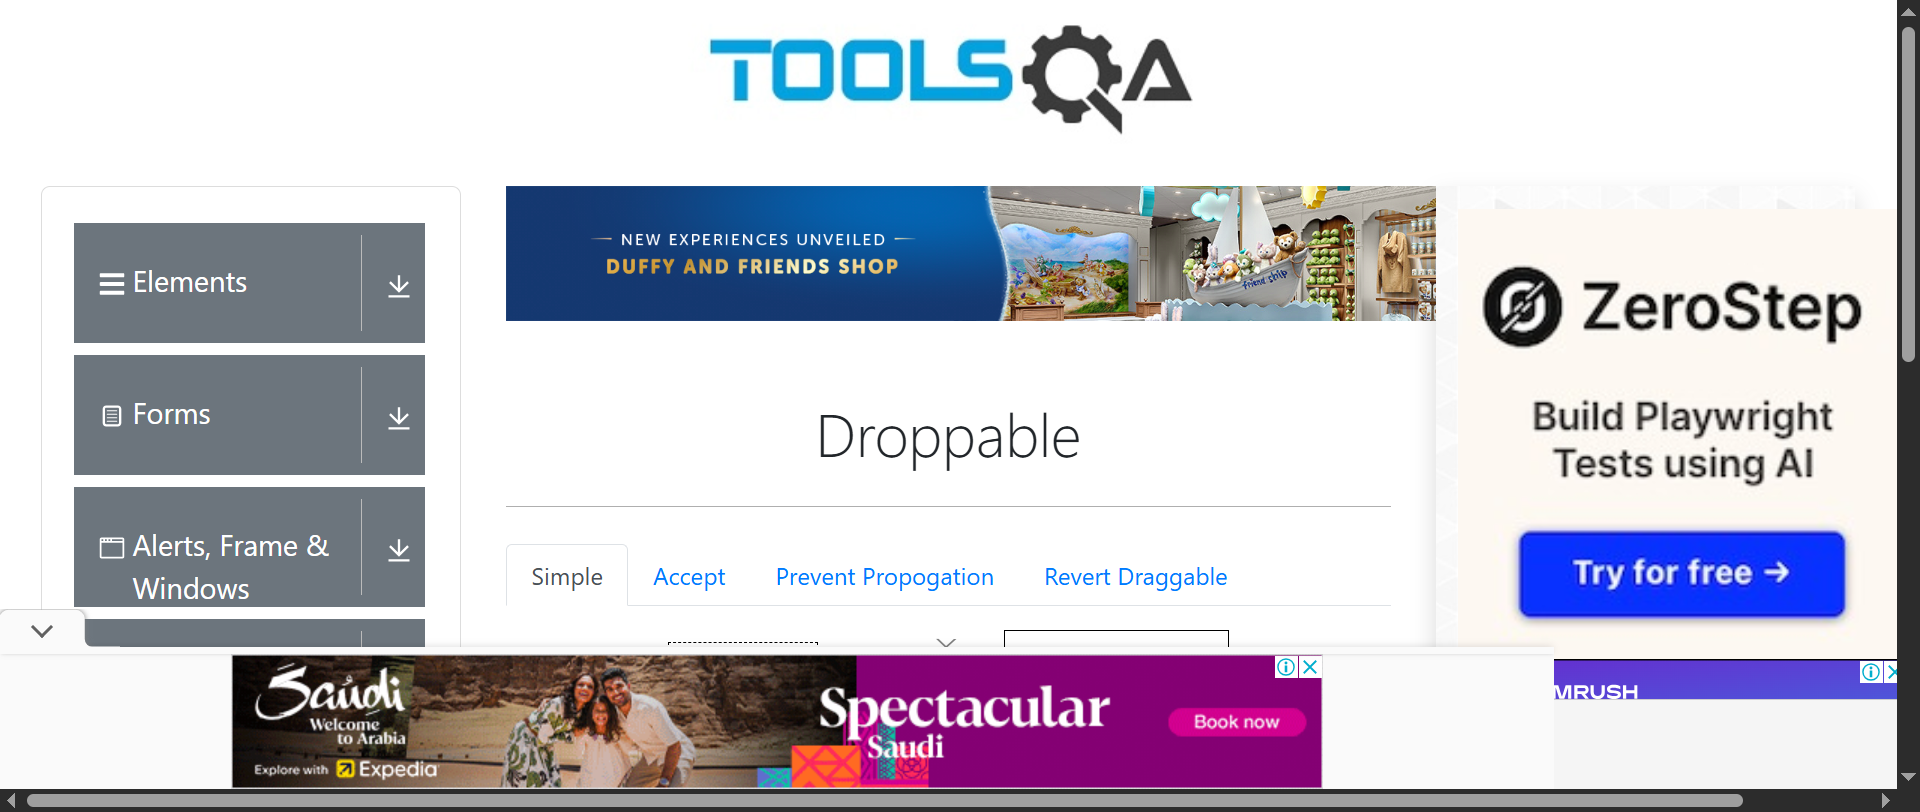 TOOLSQA
Elements
Forms
Alerts, Frame &
Windows
NEW EXPERIENCES UNVEILED
DUFFY AND FRIENDS SHOP
friend ship
Droppable
Simple
Accept
Prevent Propogation
Revert Draggable
ZeroStep
Build Playwright
Tests using AI
Try for free →
MRUSH
Saudi
Welcome
to Arabia
Explore with Expedia
Spectacular
Saudi
Book now